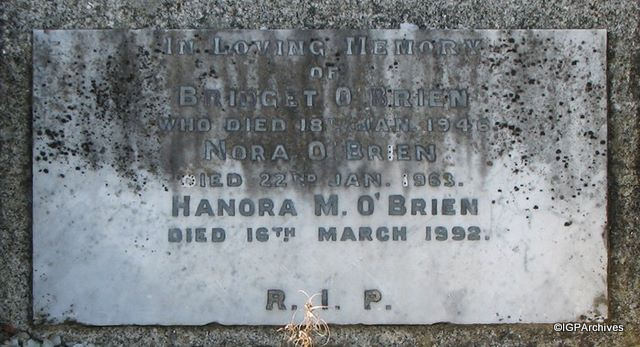 In Loving Memory
of
Bridget O'Brien
who died 18th Jan. 1946
Nora O'Brien
died 22nd Jan. 1963.
Hanora M. O'Brien
died 16th March 1992.
R. I. P.
©IGPArchives